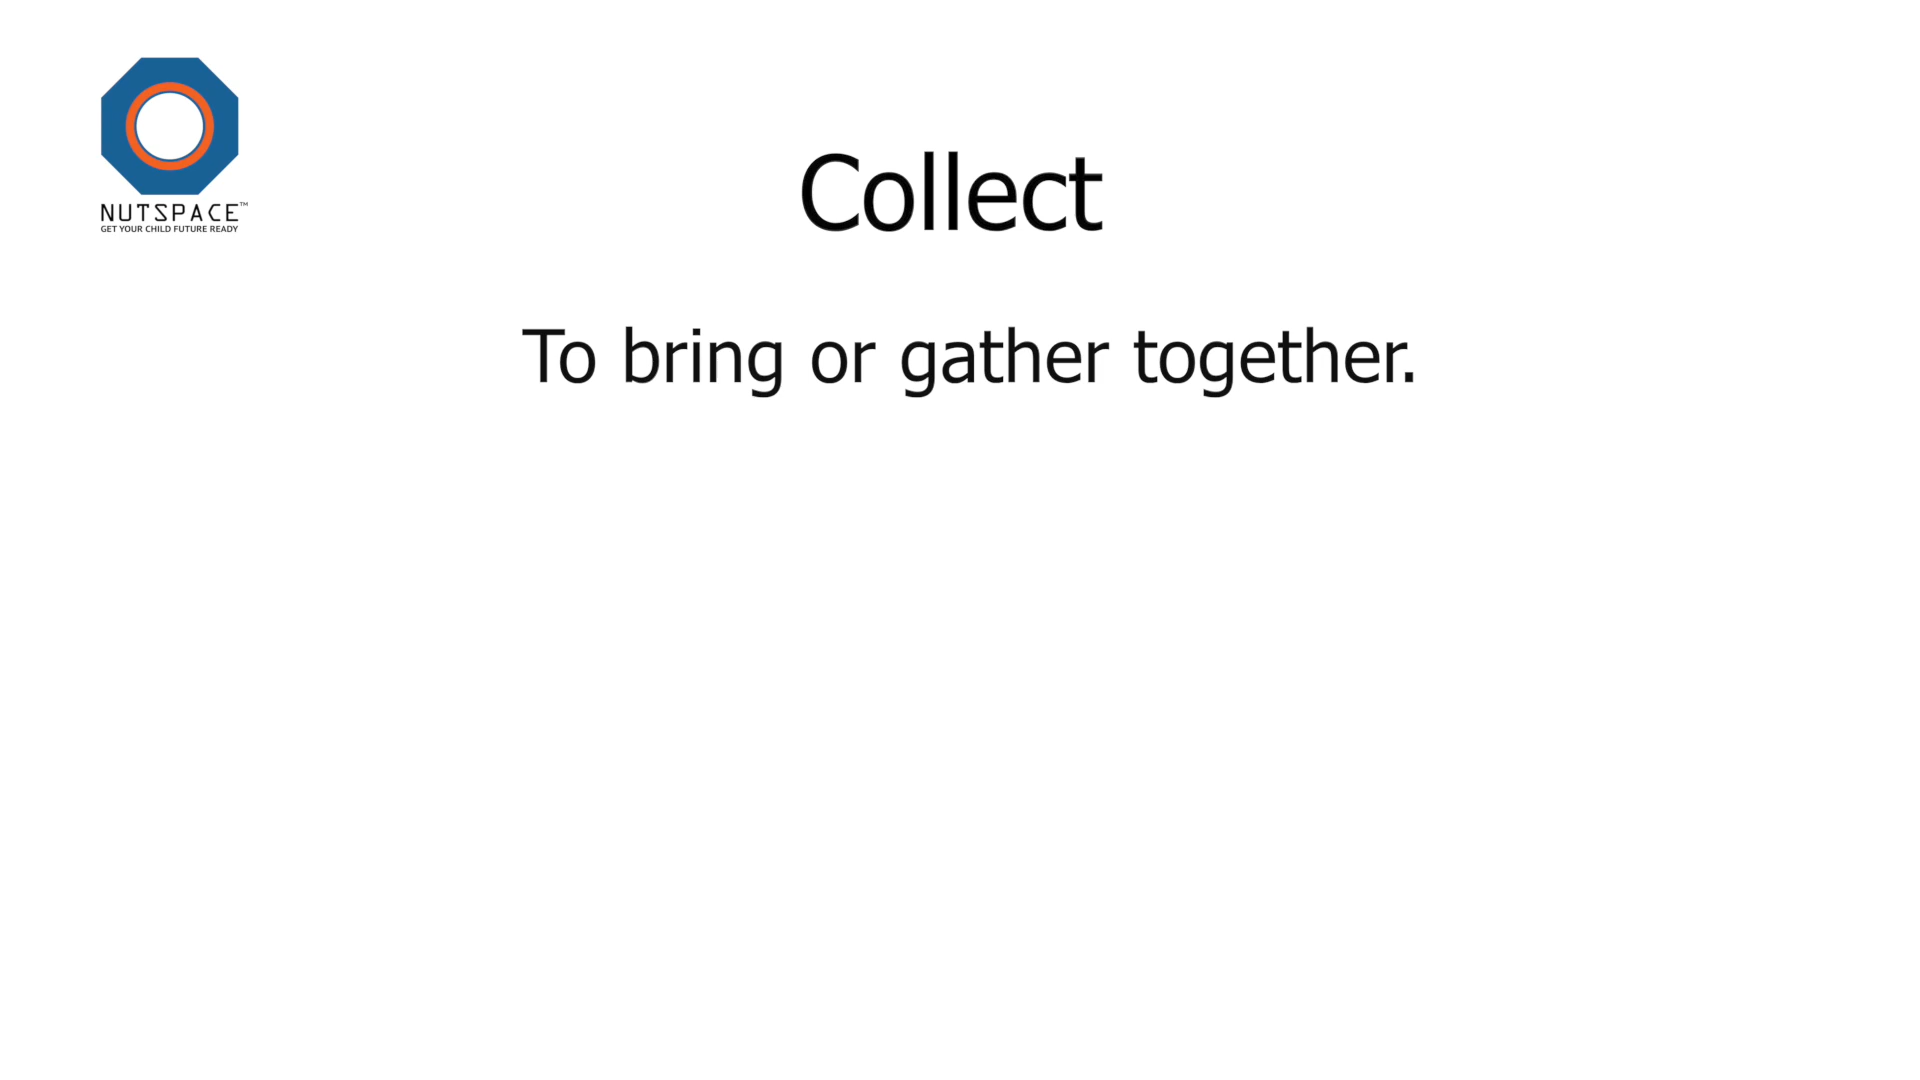 NUTSPACE™
GET YOUR CHILD FUTURE READY
Collect
To bring or gather together.